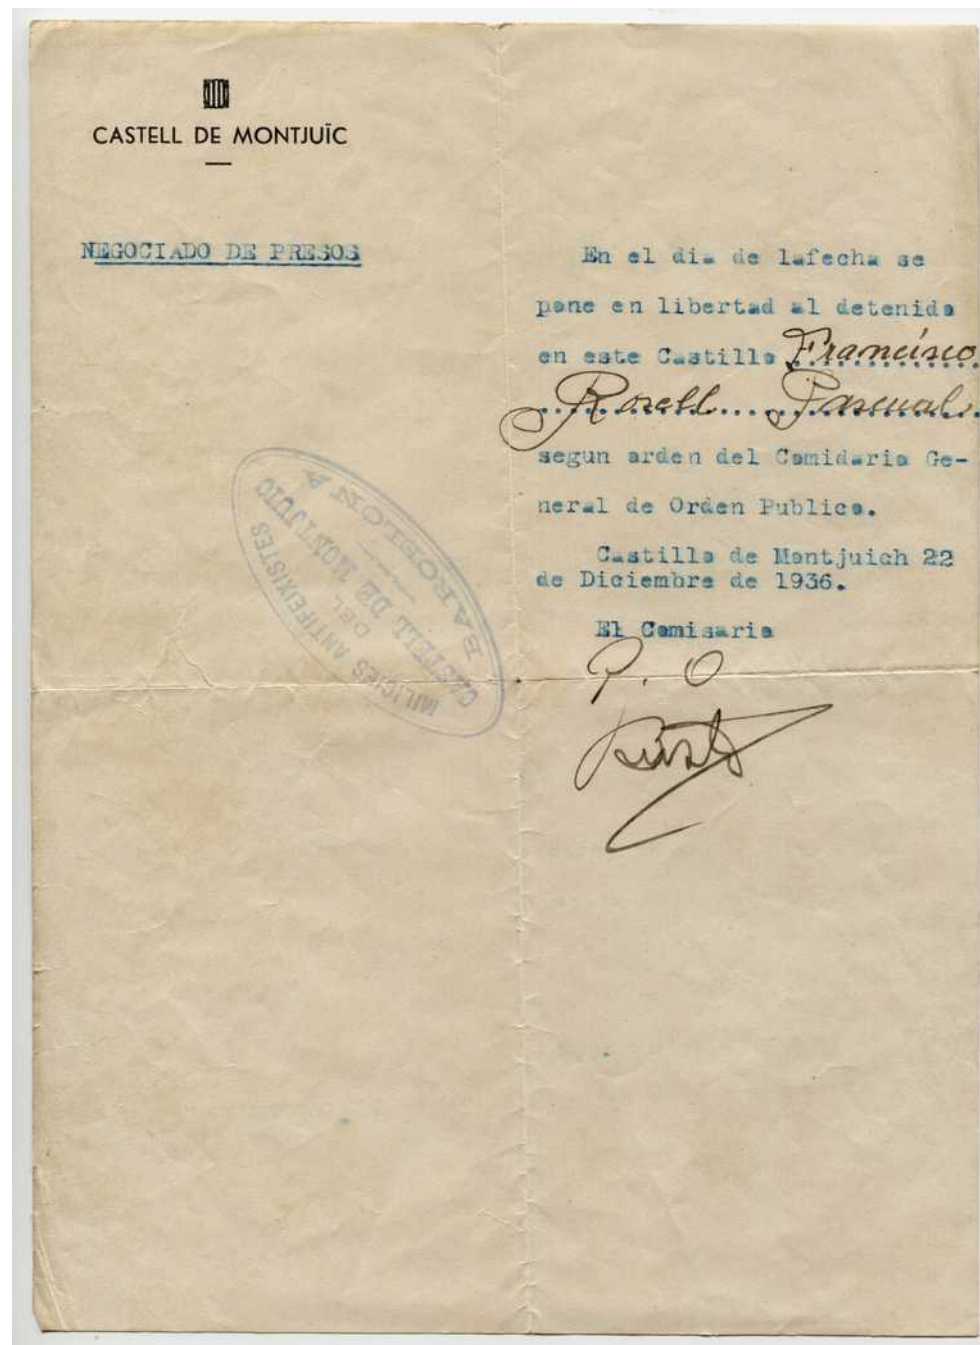 CASTELL DE MONTJUÏC
NEGOCIADO DE PRESOS
En el dia de lafecha se
pone en libertad al detenido
en este Castillo Francisco
Rosell Pascual
segun arden del Comidario Ge-
neral de Orden Publico.
Castillo de Montjuich 22
de Diciembre de 1936.
El Comisario
P. O
MILICIES ANTIFEIXISTES
DEL
CASTELL DE MONTJUIC
BARCELONA